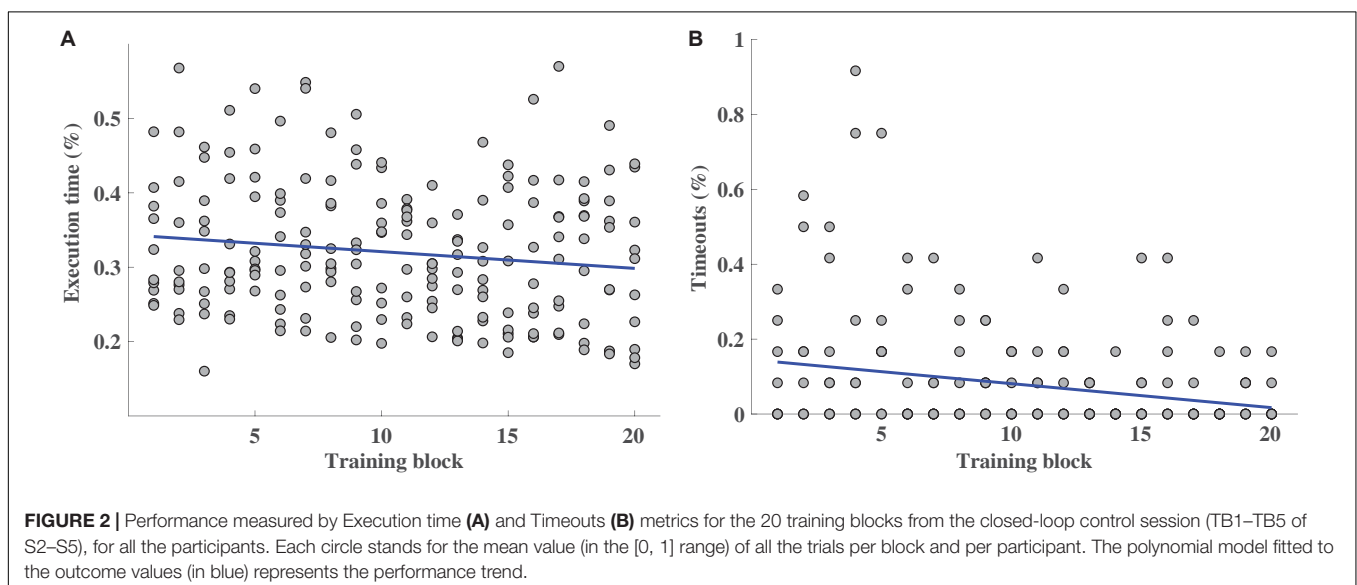 A
B
Execution time (%)
0.5
0.4
0.3
0.2
5
10
15
20
Training block
Timeouts (%)
1
0.8
0.6
0.4
0.2
0
5
10
15
20
Training block
FIGURE 2 | Performance measured by Execution time (A) and Timeouts (B) metrics for the 20 training blocks from the closed-loop control session (TB1–TB5 of
S2–S5), for all the participants. Each circle stands for the mean value (in the [0, 1] range) of all the trials per block and per participant. The polynomial model fitted to
the outcome values (in blue) represents the performance trend.